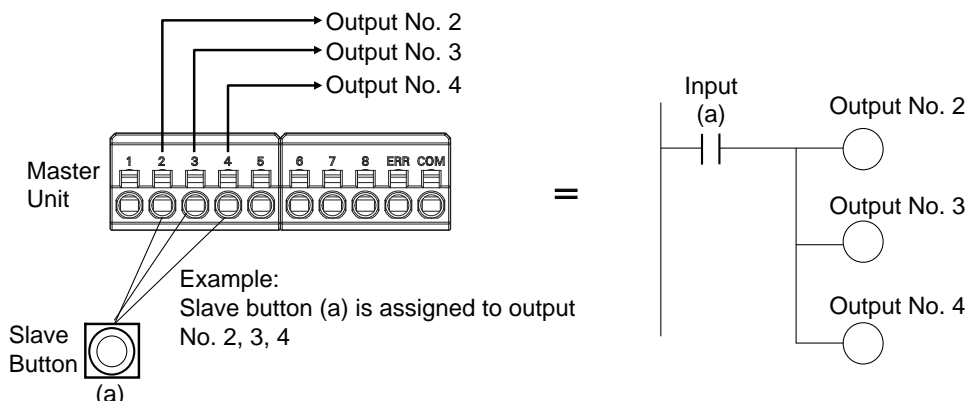 Output No. 2
Output No. 3
Output No. 4
Master
Unit
1 2 3 4 5 6 7 8 ERR COM
Example:
Slave button (a) is assigned to output
No. 2, 3, 4
Slave
Button
(a)
=
Input
(a)
Output No. 2
Output No. 3
Output No. 4